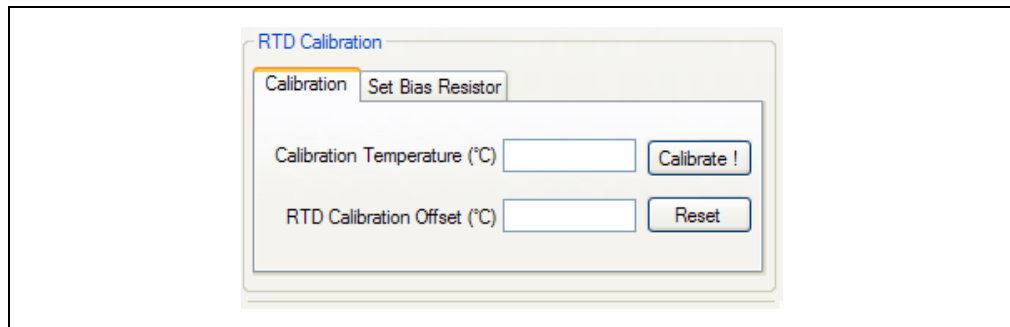 RTD Calibration
Calibration Set Bias Resistor
Calibration Temperature (°C) Calibrate !
RTD Calibration Offset (°C) Reset